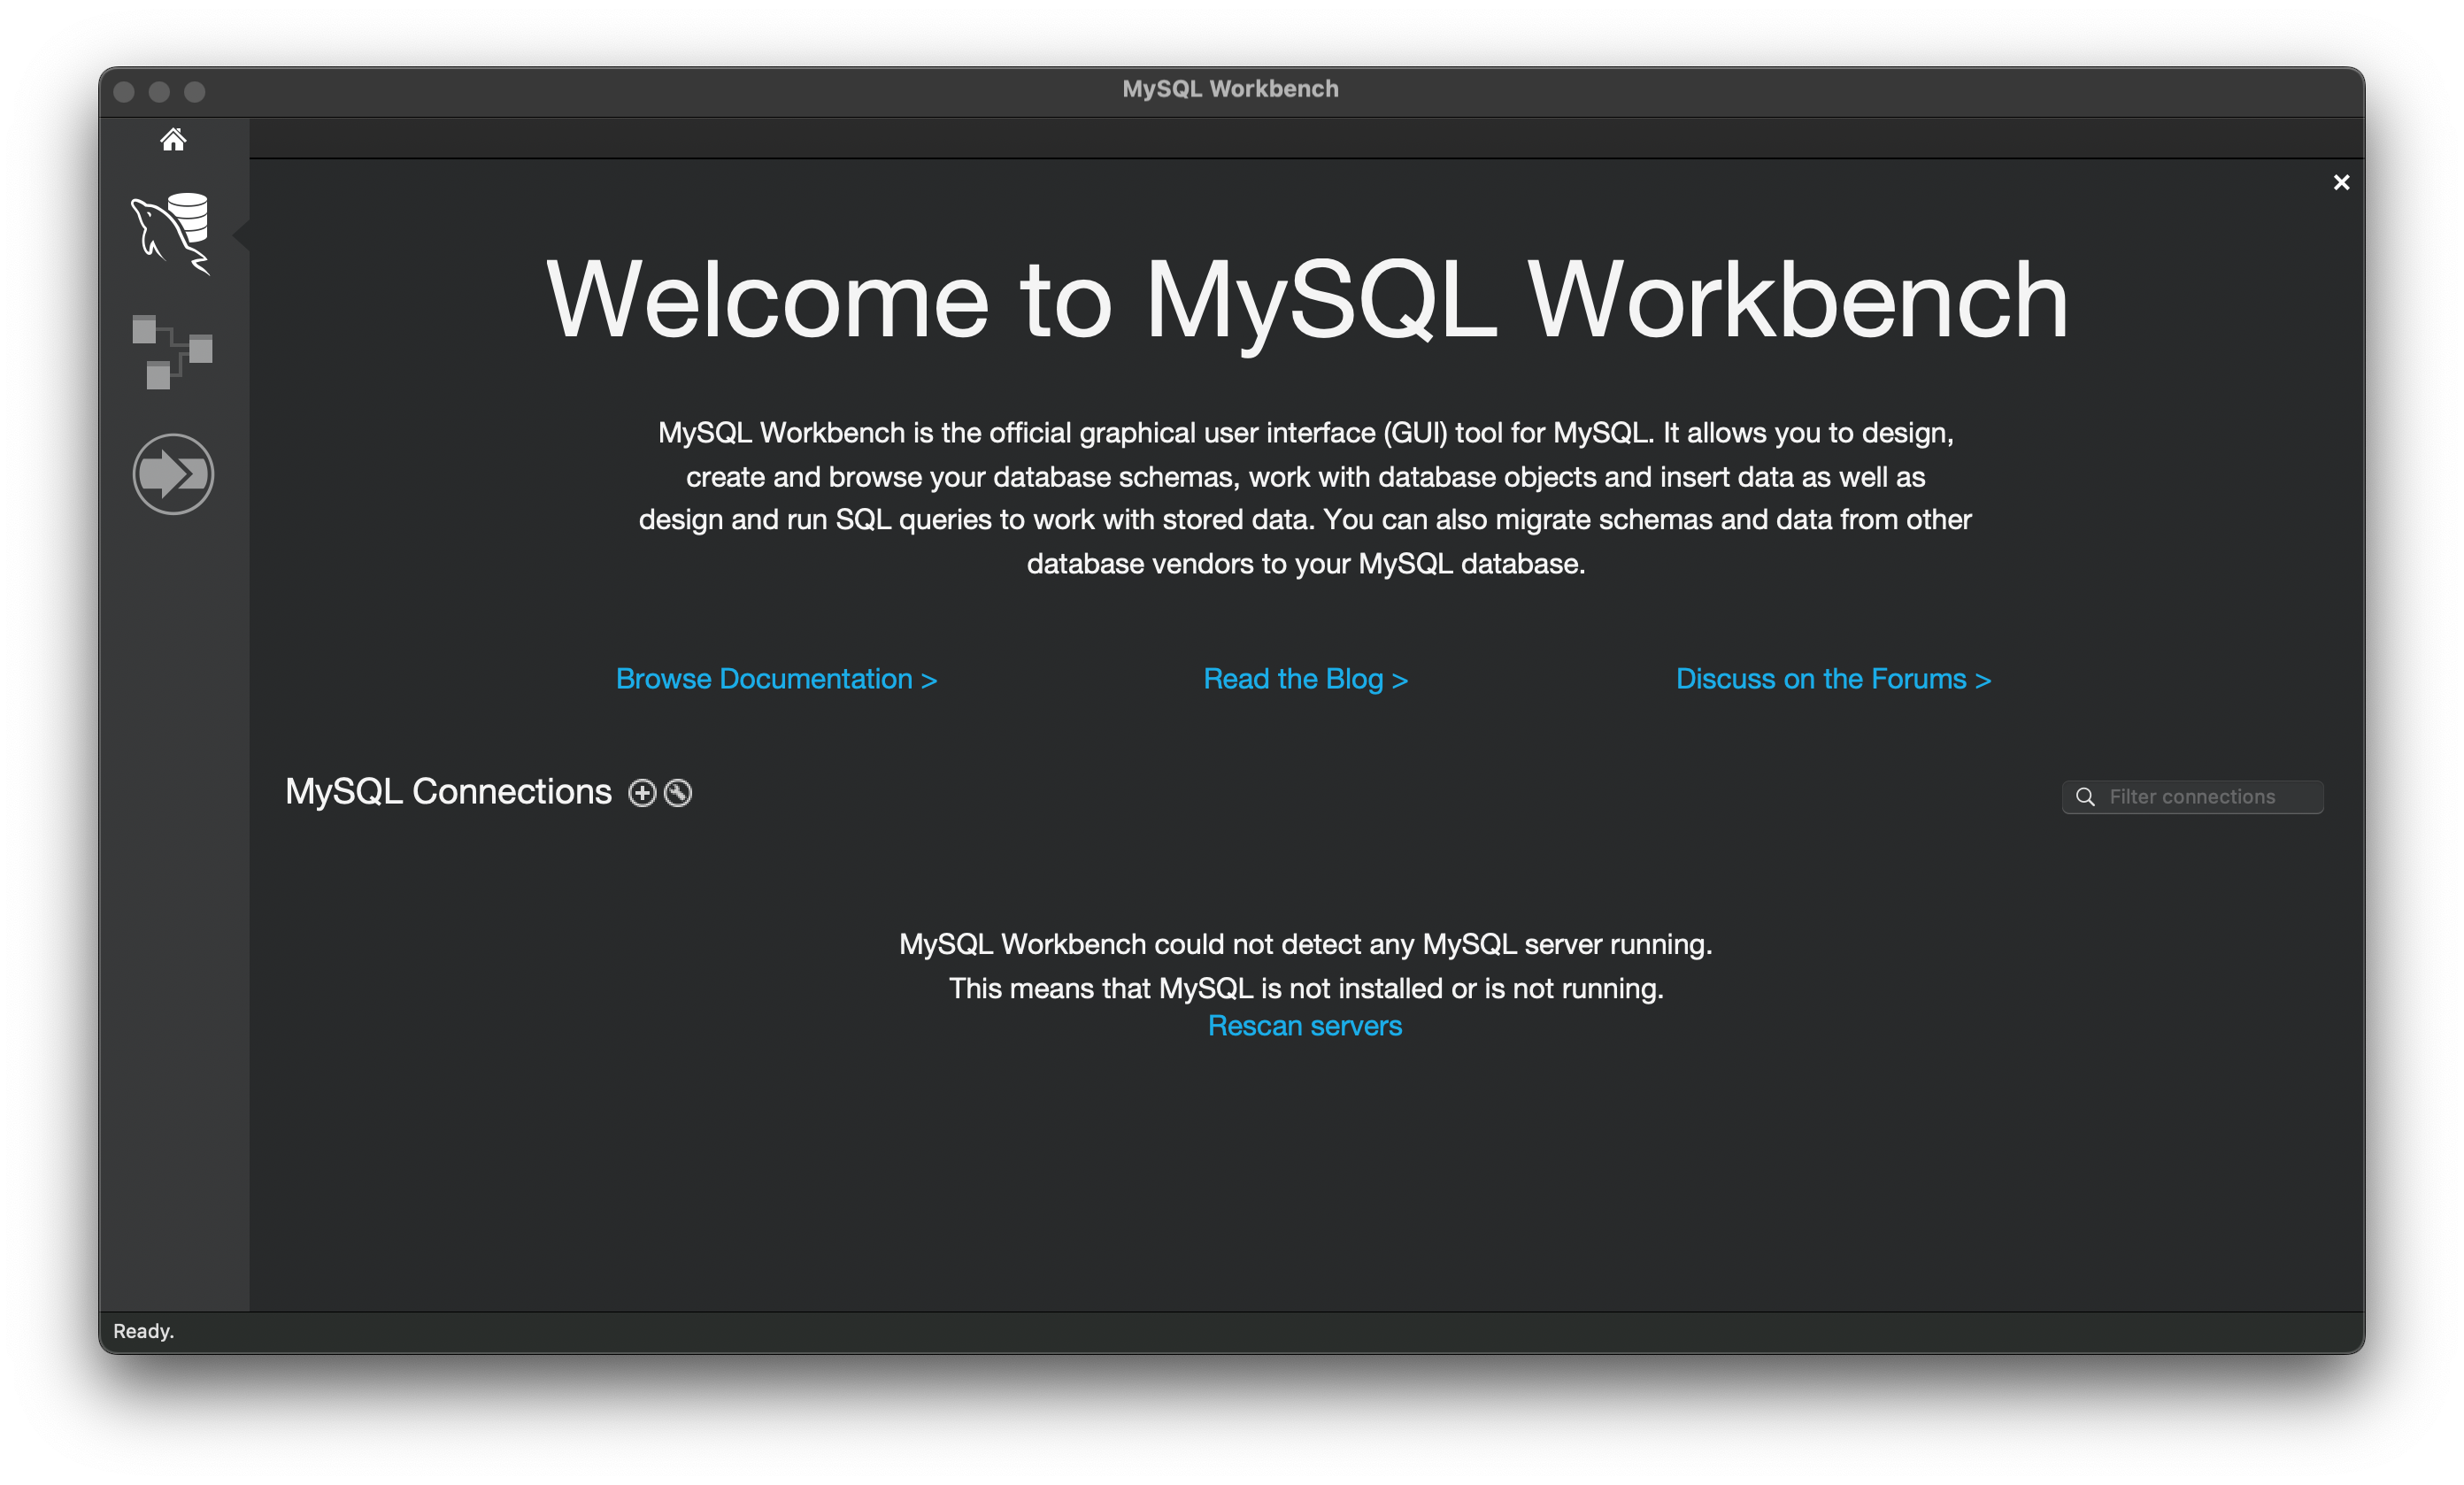 MySQL Workbench
Welcome to MySQL Workbench
MySQL Workbench is the official graphical user interface (GUI) tool for MySQL. It allows you to design,
create and browse your database schemas, work with database objects and insert data as well as
design and run SQL queries to work with stored data. You can also migrate schemas and data from other
database vendors to your MySQL database.
Browse Documentation >
Read the Blog >
Discuss on the Forums >
MySQL Connections
Filter connections
MySQL Workbench could not detect any MySQL server running.
This means that MySQL is not installed or is not running.
Rescan servers
Ready.